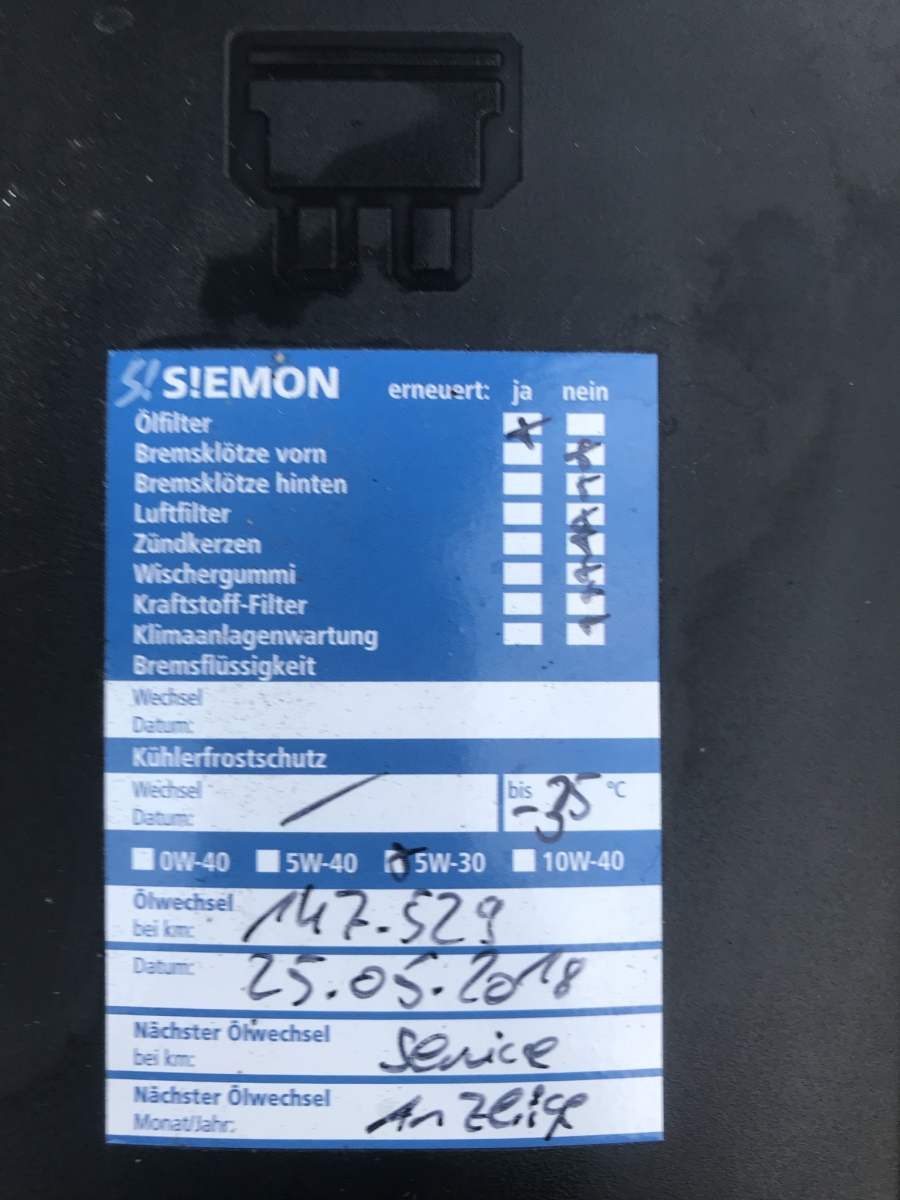 S! S!EMON erneuert: ja nein
Ölfilter
Bremsklötze vorn
Bremsklötze hinten
Luftfilter
Zündkerzen
Wischergummi
Kraftstoff-Filter
Klimaanlagenwartung
Bremsflüssigkeit
Wechsel
Datum:
Kühlerfrostschutz
Wechsel bis -35 °C
Datum:
0W-40 5W-40 5W-30 10W-40
Ölwechsel
bei km: 147.529
Datum: 25.05.2018
Nächster Ölwechsel
bei km: Service
Nächster Ölwechsel
Monat/Jahr: Anzeige